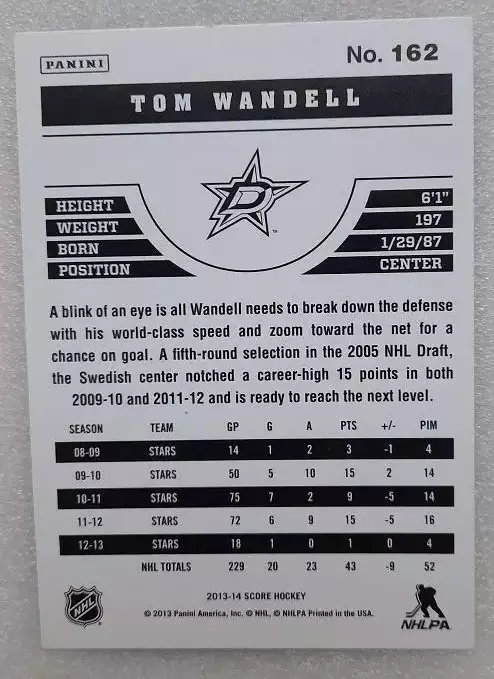 PANINI
No. 162
TOM WANDELL
D
HEIGHT 6'1"
WEIGHT 197
BORN 1/29/87
POSITION CENTER
A blink of an eye is all Wandell needs to break down the defense
with his world-class speed and zoom toward the net for a
chance on goal. A fifth-round selection in the 2005 NHL Draft,
the Swedish center notched a career-high 15 points in both
2009-10 and 2011-12 and is ready to reach the next level.
SEASON TEAM GP G A PTS +/- PIM
08-09 STARS 14 1 2 3 -1 4
09-10 STARS 50 5 10 15 2 14
10-11 STARS 75 7 2 9 -5 14
11-12 STARS 72 6 9 15 -5 16
12-13 STARS 18 1 0 1 0 4
NHL TOTALS 229 20 23 43 -9 52
2013-14 SCORE HOCKEY
© 2013 Panini America, Inc. © NHL, © NHLPA Printed in the USA.
NHL
NHLPA